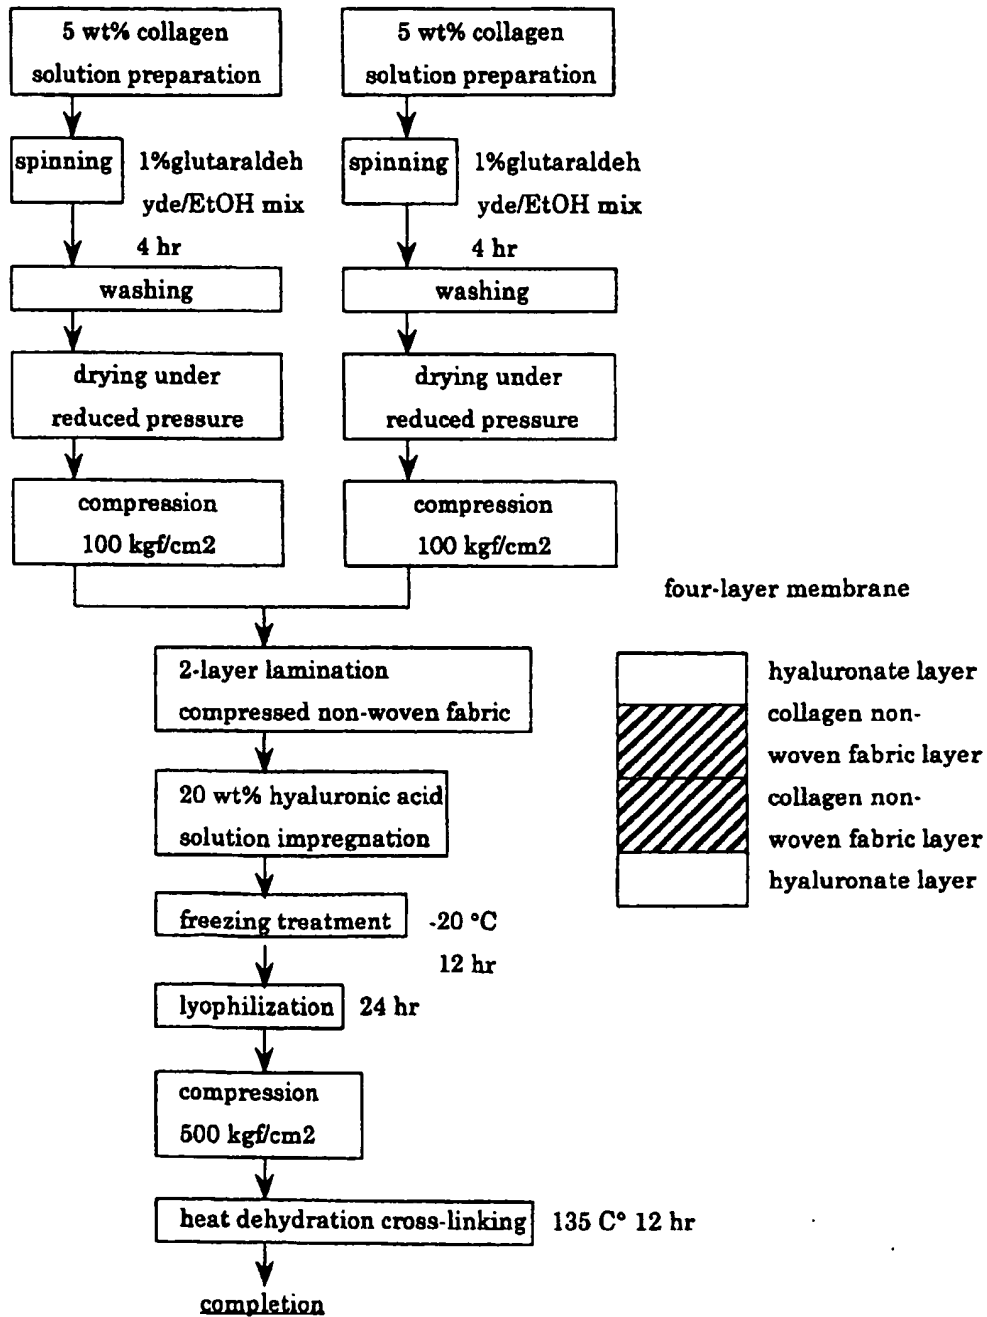 5 wt% collagen
solution preparation
spinning
1%glutaraldeh
yde/EtOH mix
4 hr
washing
drying under
reduced pressure
compression
100 kgf/cm2
5 wt% collagen
solution preparation
spinning
1%glutaraldeh
yde/EtOH mix
4 hr
washing
drying under
reduced pressure
compression
100 kgf/cm2
2-layer lamination
compressed non-woven fabric
20 wt% hyaluronic acid
solution impregnation
freezing treatment
-20 °C
12 hr
lyophilization
24 hr
compression
500 kgf/cm2
heat dehydration cross-linking
135 C° 12 hr
completion
four-layer membrane
hyaluronate layer
collagen non-
woven fabric layer
collagen non-
woven fabric layer
hyaluronate layer